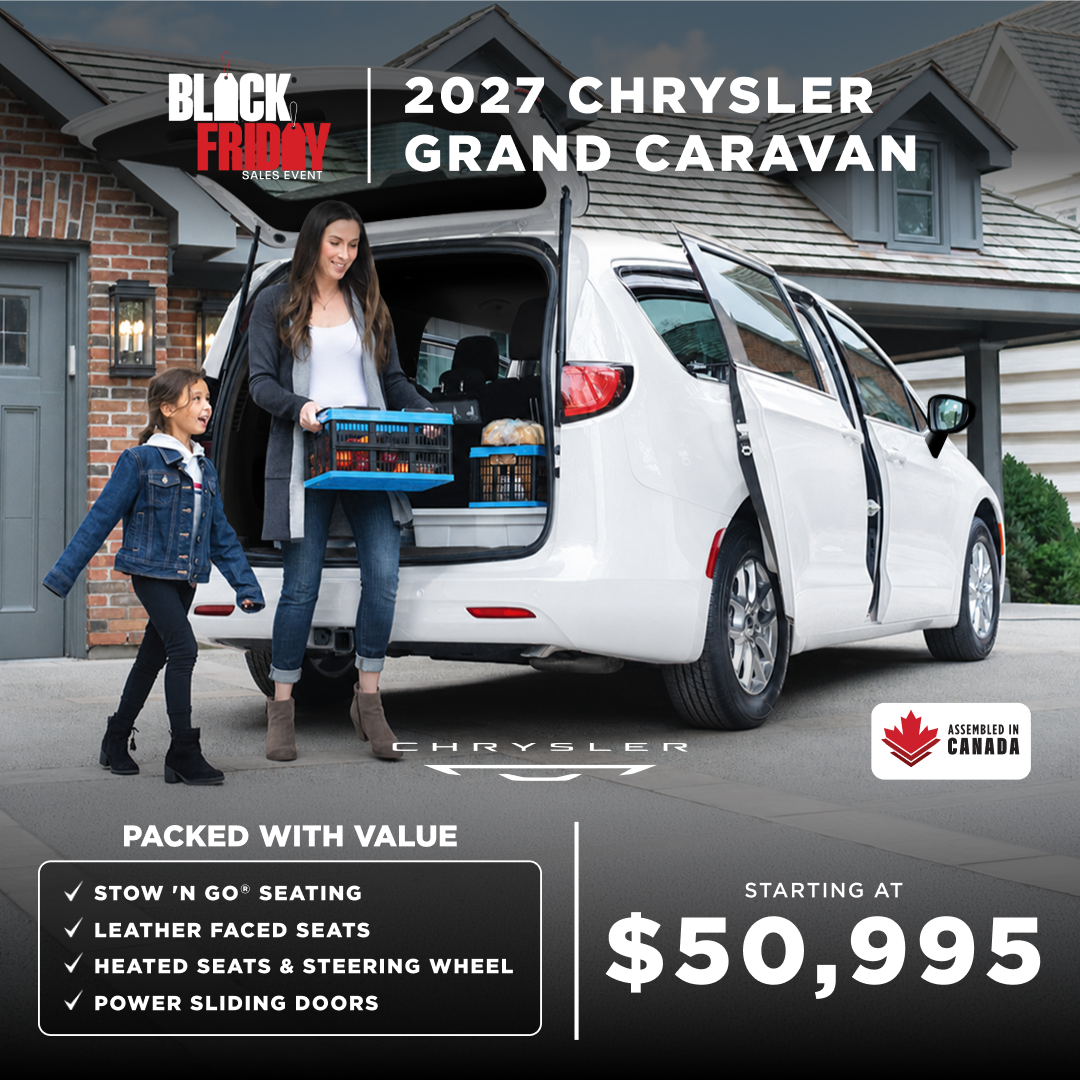 BLACK
FRIDAY
SALES EVENT
2027 CHRYSLER
GRAND CARAVAN
CHRYSLER
ASSEMBLED IN
CANADA
PACKED WITH VALUE
✓ STOW 'N GO® SEATING
✓ LEATHER FACED SEATS
✓ HEATED SEATS & STEERING WHEEL
✓ POWER SLIDING DOORS
STARTING AT
$50,995